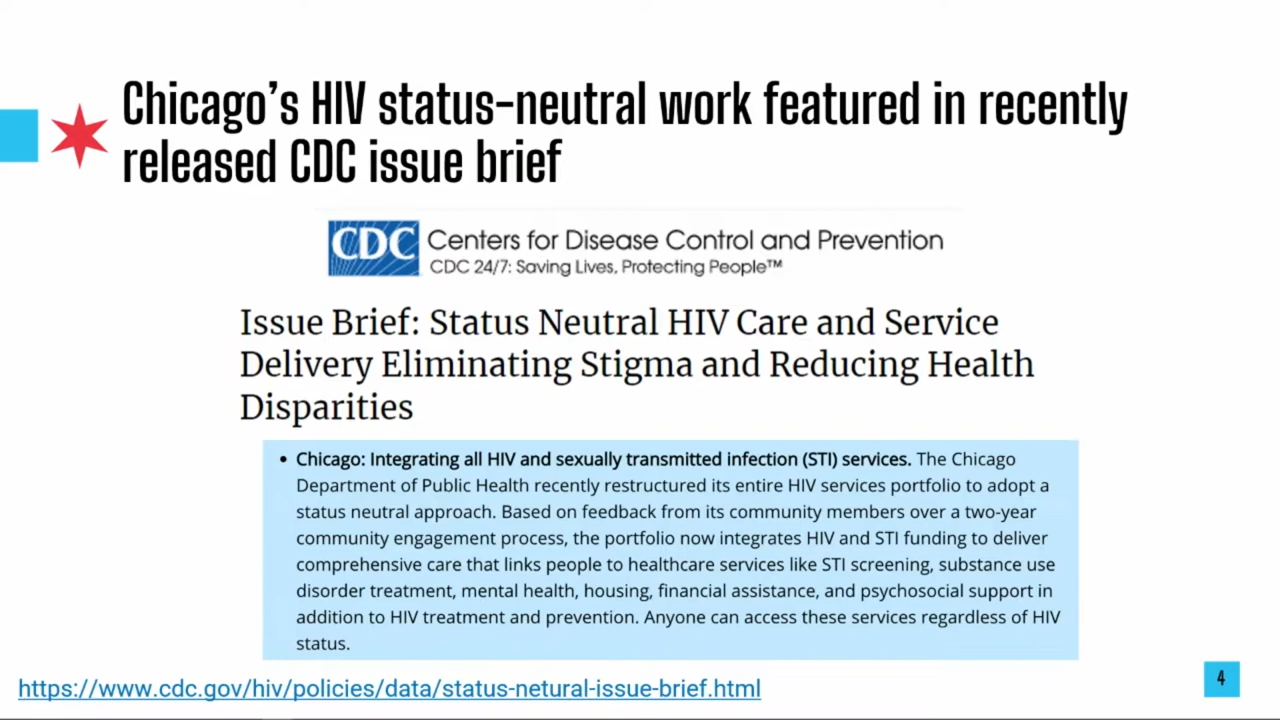 Chicago's HIV status-neutral work featured in recently
released CDC issue brief
CDC Centers for Disease Control and Prevention
CDC 24/7: Saving Lives, Protecting People™
Issue Brief: Status Neutral HIV Care and Service
Delivery Eliminating Stigma and Reducing Health
Disparities
• Chicago: Integrating all HIV and sexually transmitted infection (STI) services. The Chicago
Department of Public Health recently restructured its entire HIV services portfolio to adopt a
status neutral approach. Based on feedback from its community members over a two-year
community engagement process, the portfolio now integrates HIV and STI funding to deliver
comprehensive care that links people to healthcare services like STI screening, substance use
disorder treatment, mental health, housing, financial assistance, and psychosocial support in
addition to HIV treatment and prevention. Anyone can access these services regardless of HIV
status.
https://www.cdc.gov/hiv/policies/data/status-netural-issue-brief.html
4